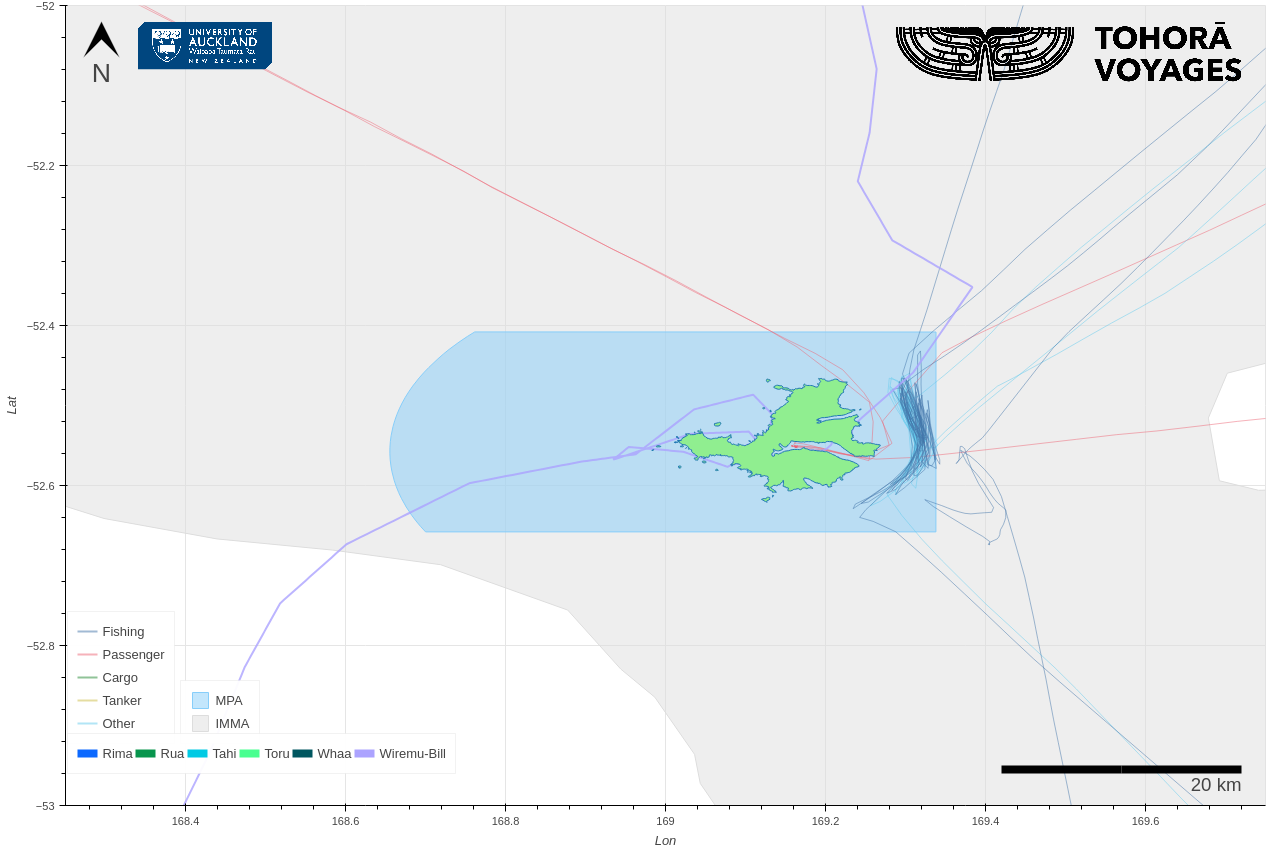 −52
N
UNIVERSITY OF
AUCKLAND
Waipapa Taumata Rau
NEW ZEALAND
TOHORĀ
VOYAGES
−52.2
−52.4
Lat
−52.6
−52.8
−53
Fishing
Passenger
Cargo
Tanker
Other
MPA
IMMA
Rima Rua Tahi Toru Whaa Wiremu-Bill
20 km
168.4 168.6 168.8 169 169.2 169.4 169.6
Lon